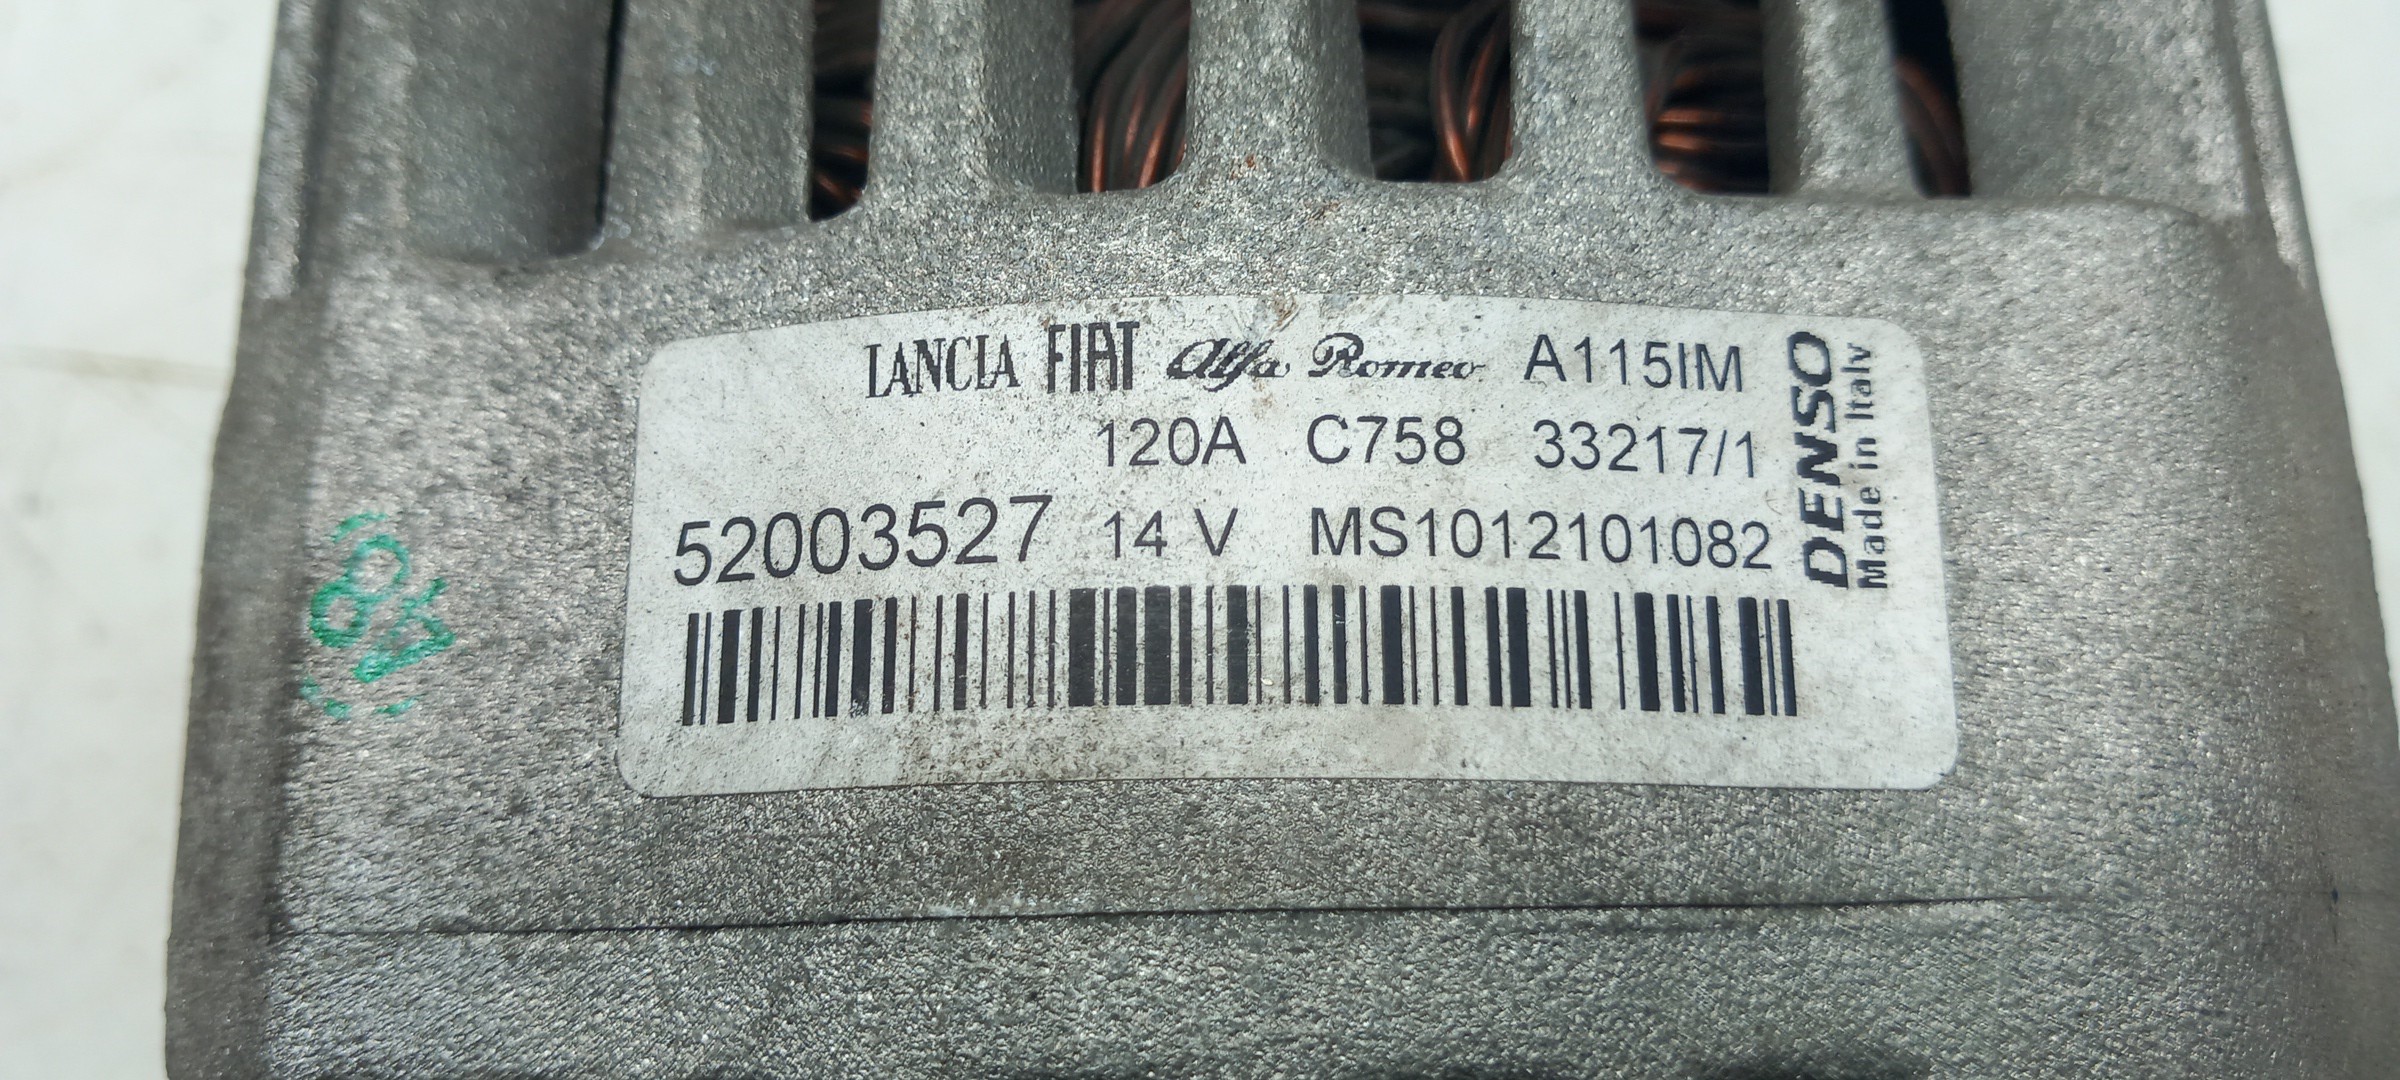 LANCIA FIAT Alfa Romeo A115IM
120A C758 33217/1
52003527 14 V MS1012101082
DENSO
Made in Italy